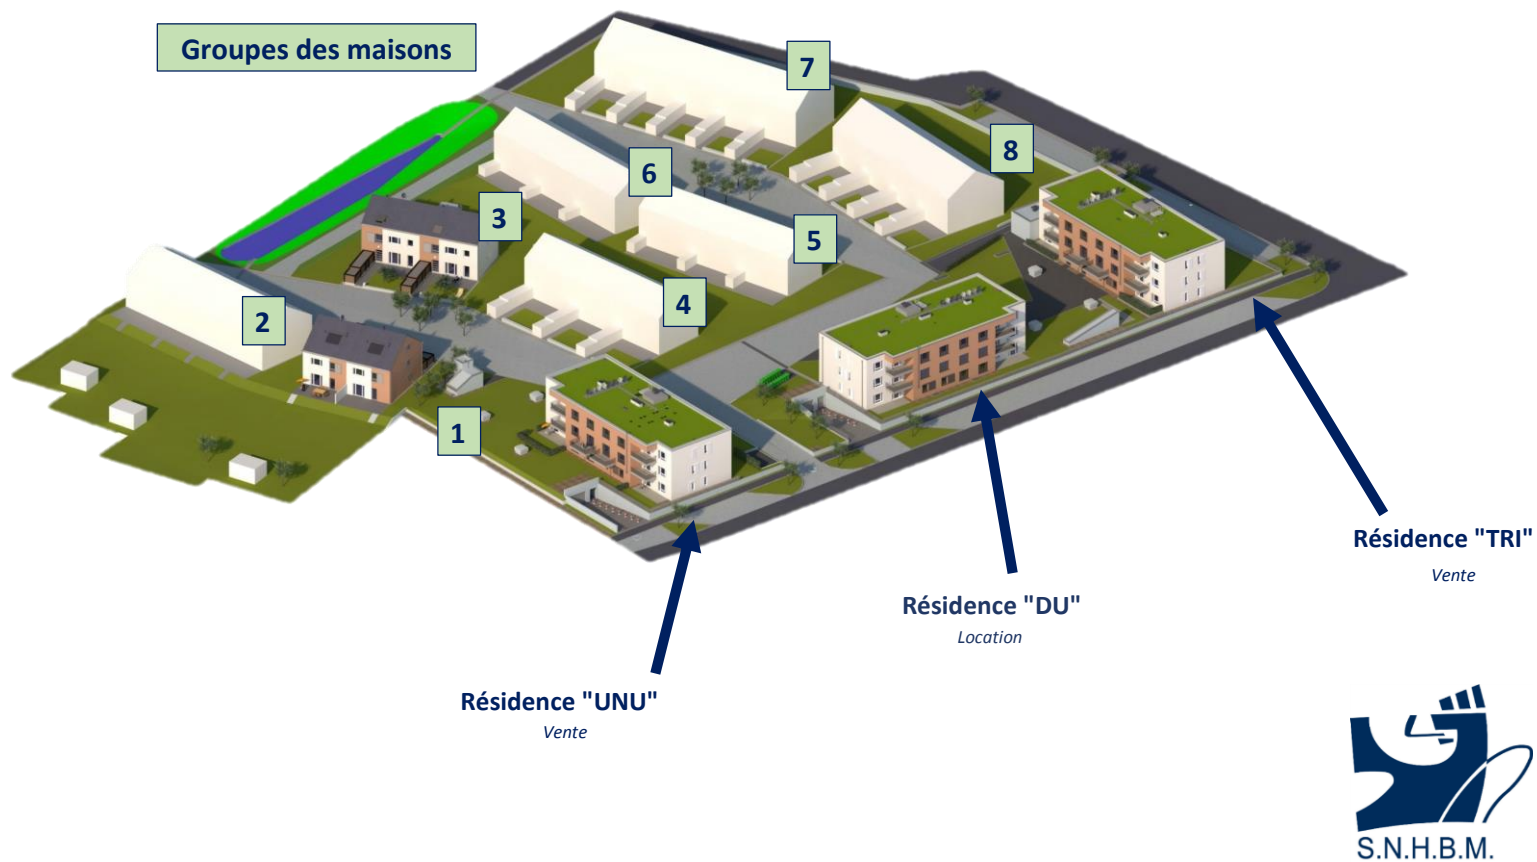 Groupes des maisons
7
8
6
3
5
4
2
1
Résidence "TRI"
Vente
Résidence "DU"
Location
Résidence "UNU"
Vente
S.N.H.B.M.